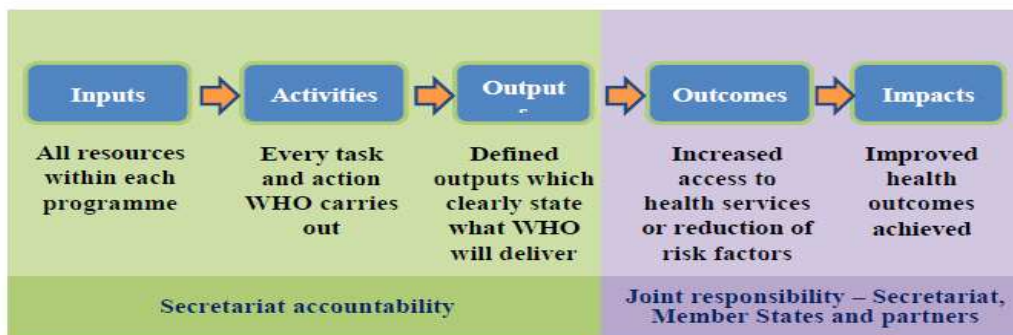 Inputs
Activities
Output
Outcomes
Impacts
All resources
within each
programme
Every task
and action
WHO carries
out
Defined
outputs which
clearly state
what WHO
will deliver
Increased
access to
health services
or reduction of
risk factors
Improved
health
outcomes
achieved
Secretariat accountability
Joint responsibility – Secretariat,
Member States and partners